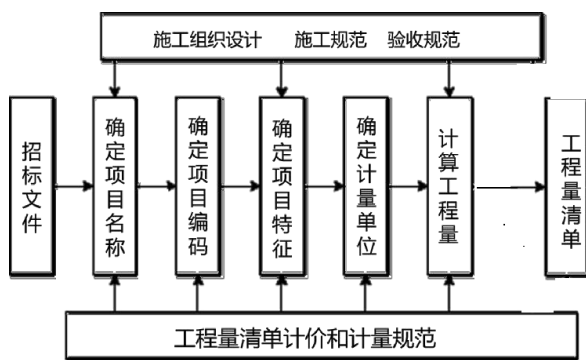 施工组织设计 施工规范 验收规范
招标文件
确定项目名称
确定项目编码
确定项目特征
确定计量单位
计算工程量
工程量清单
工程量清单计价和计量规范